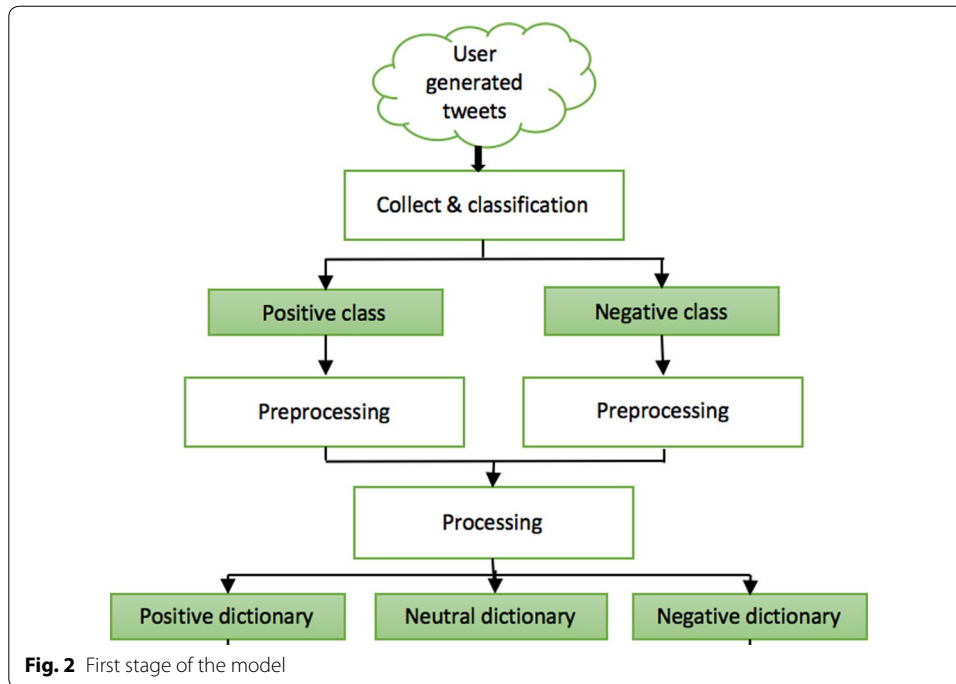 User
generated
tweets
Collect & classification
Positive class
Negative class
Preprocessing
Preprocessing
Processing
Positive dictionary
Neutral dictionary
Negative dictionary
Fig. 2 First stage of the model